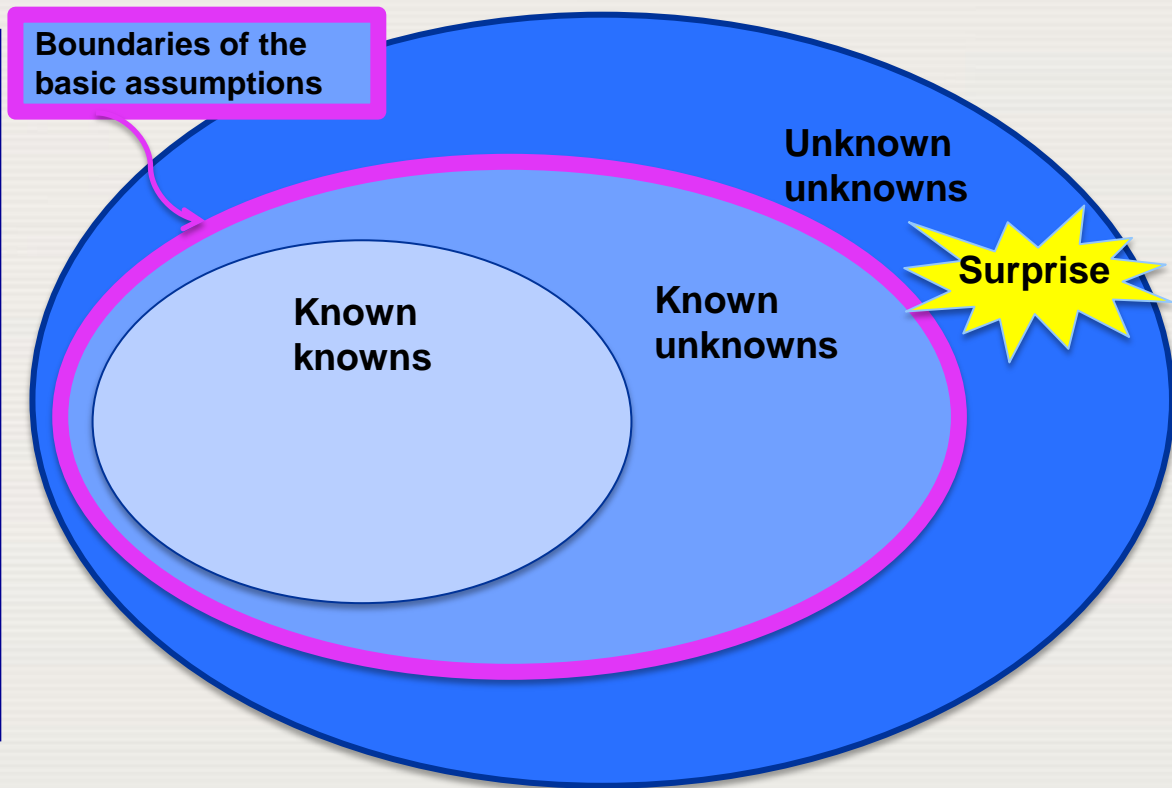 Boundaries of the
basic assumptions
Unknown
unknowns
Surprise
Known
knowns
Known
unknowns